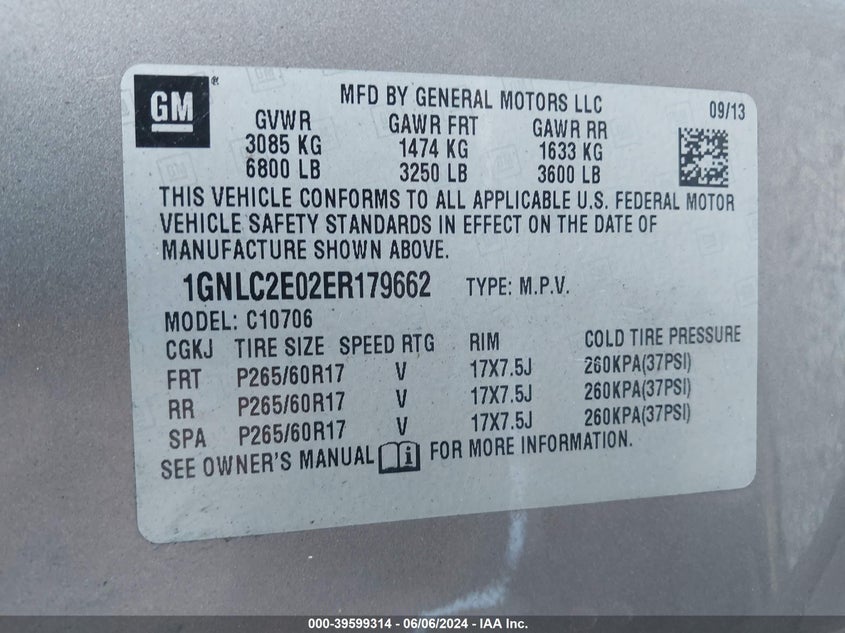 GM
MFD BY GENERAL MOTORS LLC
09/13
GVWR GAWR FRT GAWR RR
3085 KG 1474 KG 1633 KG
6800 LB 3250 LB 3600 LB
THIS VEHICLE CONFORMS TO ALL APPLICABLE U.S. FEDERAL MOTOR
VEHICLE SAFETY STANDARDS IN EFFECT ON THE DATE OF
MANUFACTURE SHOWN ABOVE.
1GNLC2E02ER179662 TYPE: M.P.V.
MODEL: C10706
CGKJ TIRE SIZE SPEED RTG RIM COLD TIRE PRESSURE
FRT P265/60R17 V 17X7.5J 260KPA(37PSI)
RR P265/60R17 V 17X7.5J 260KPA(37PSI)
SPA P265/60R17 V 17X7.5J 260KPA(37PSI)
SEE OWNER'S MANUAL i FOR MORE INFORMATION.
000-39599314 - 06/06/2024 - IAA Inc.